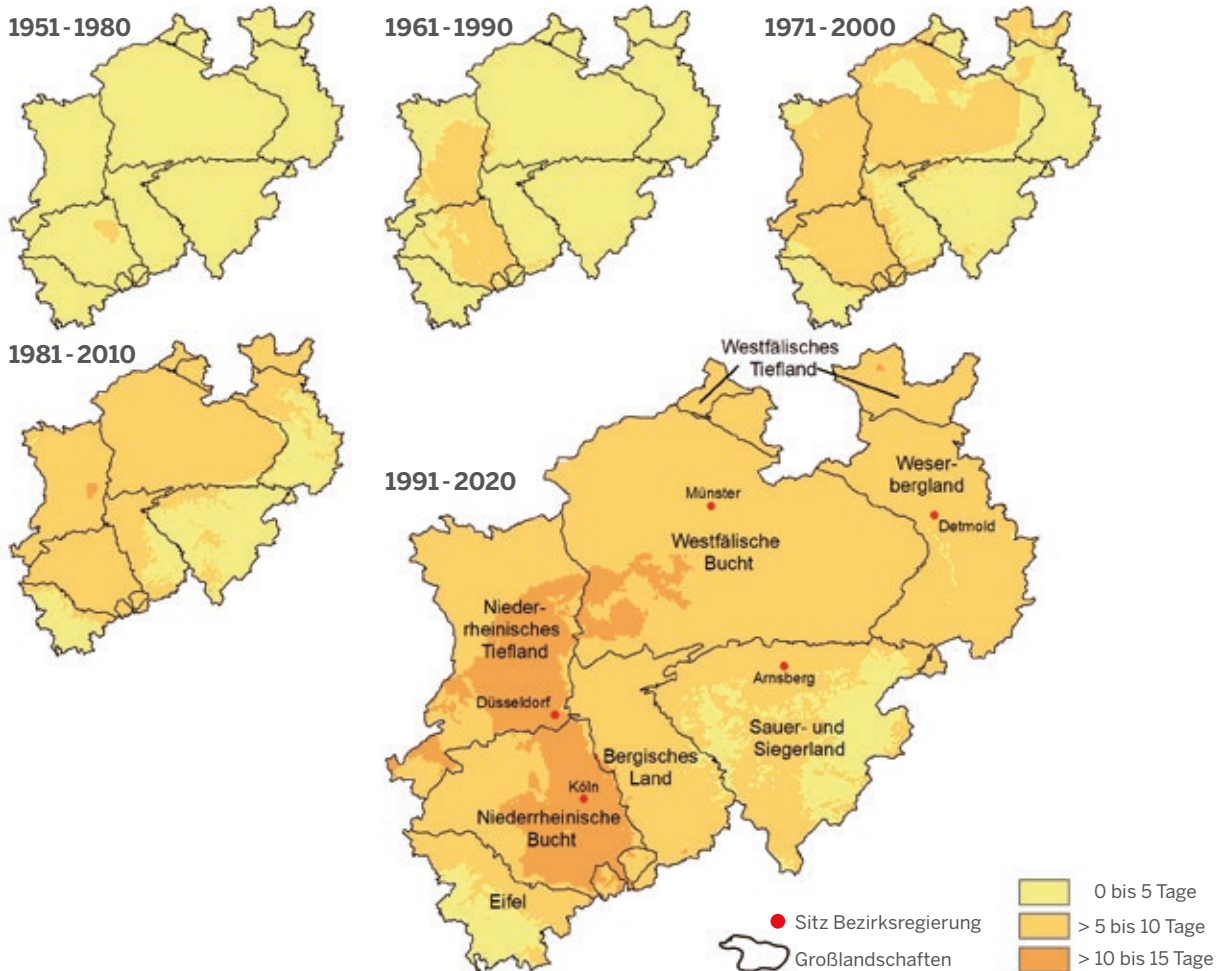 1951-1980
1961-1990
1971-2000
1981-2010
1991-2020
Westfälisches
Tiefland
Weser-
bergland
Münster
Detmold
Westfälische
Bucht
Nieder-
rheinisches
Tiefland
Arnsberg
Düsseldorf
Sauer- und
Siegerland
Bergisches
Land
Köln
Niederrheinische
Bucht
Eifel
Sitz Bezirksregierung
Großlandschaften
0 bis 5 Tage
> 5 bis 10 Tage
> 10 bis 15 Tage